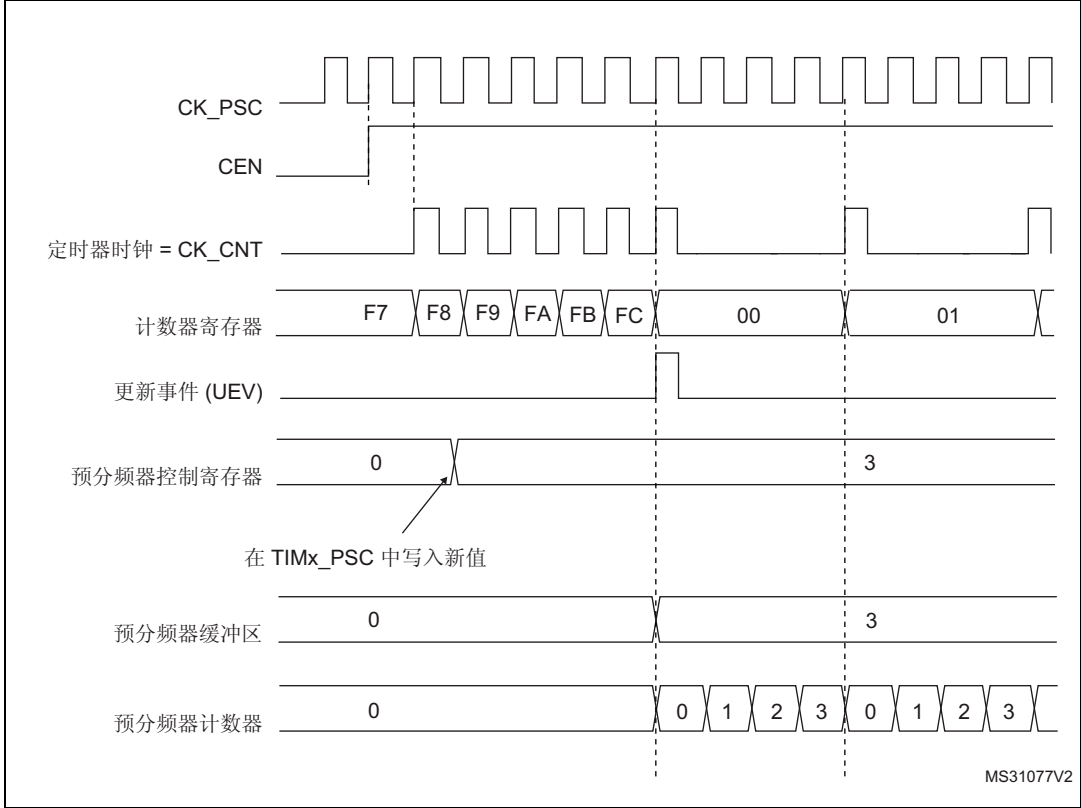 CK_PSC
CEN
定时器时钟 = CK_CNT
计数器寄存器 F7 F8 F9 FA FB FC 00 01
更新事件 (UEV)
预分频器控制寄存器 0 3
在 TIMx_PSC 中写入新值
预分频器缓冲区 0 3
预分频器计数器 0 0 1 2 3 0 1 2 3
MS31077V2